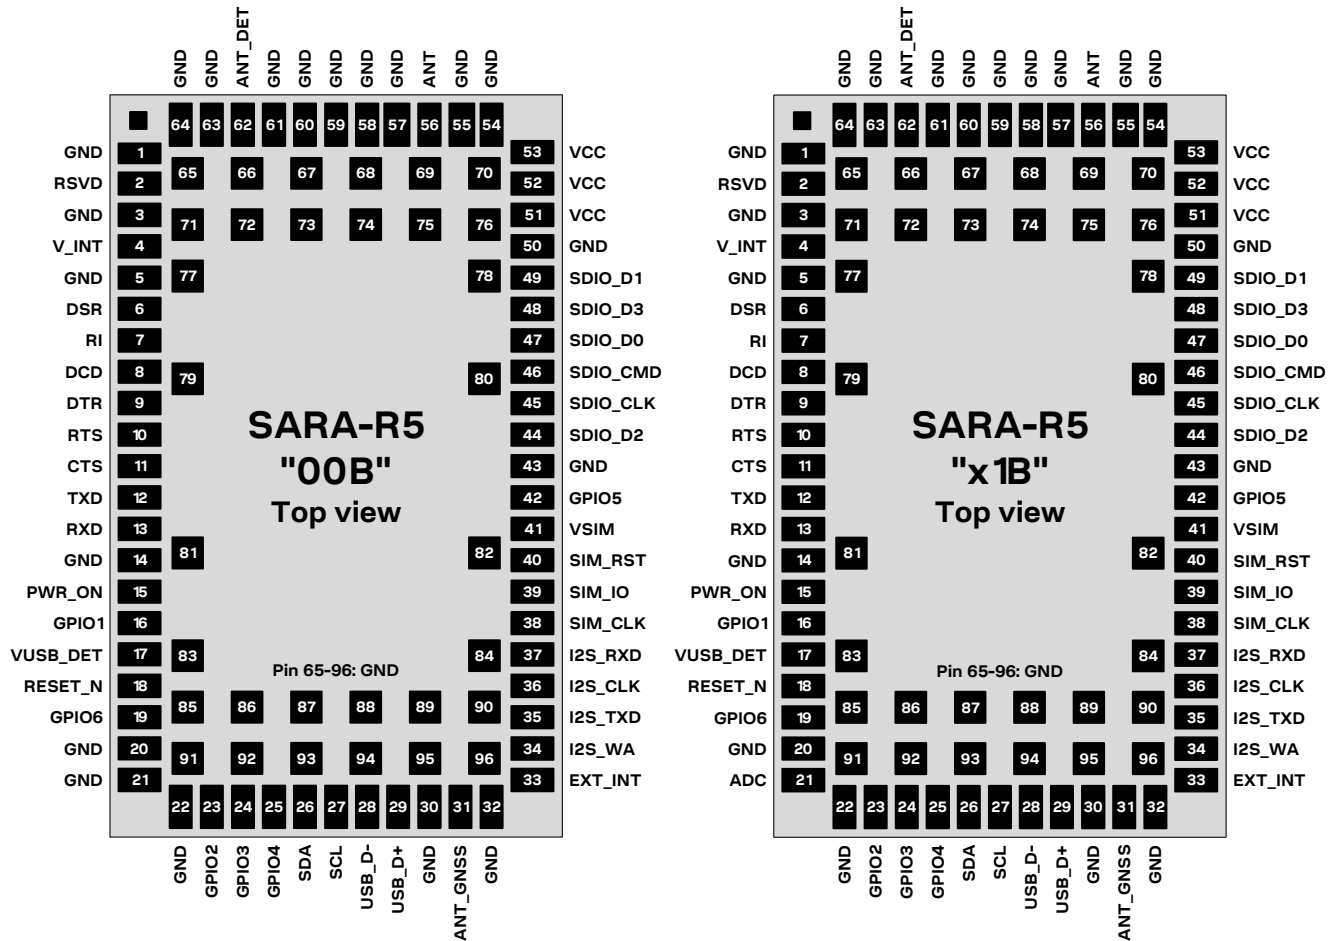 GND GND ANT_DET GND GND GND GND GND ANT GND GND
64 63 62 61 60 59 58 57 56 55 54
GND 1 53 VCC
65 66 67 68 69 70
RSVD 2 52 VCC
GND 3 51 VCC
71 72 73 74 75 76
V_INT 4 50 GND
GND 5 77 78 49 SDIO_D1
DSR 6 48 SDIO_D3
RI 7 47 SDIO_D0
DCD 8 79 80 46 SDIO_CMD
DTR 9 45 SDIO_CLK
SARA-R5
RTS 10 44 SDIO_D2
CTS 11 "00B" 43 GND
TXD 12 42 GPIO5
Top view
RXD 13 41 VSIM
81 82
GND 14 40 SIM_RST
PWR_ON 15 39 SIM_IO
GPIO1 16 38 SIM_CLK
VUSB_DET 17 83 84 37 I2S_RXD
Pin 65-96: GND
RESET_N 18 36 I2S_CLK
85 86 87 88 89 90
GPIO6 19 35 I2S_TXD
GND 20 34 I2S_WA
91 92 93 94 95 96
GND 21 33 EXT_INT
22 23 24 25 26 27 28 29 30 31 32
GND GPIO2 GPIO3 GPIO4 SDA SCL USB_D- USB_D+ GND ANT_GNSS GND
GND GND ANT_DET GND GND GND GND GND ANT GND GND
64 63 62 61 60 59 58 57 56 55 54
GND 1 53 VCC
65 66 67 68 69 70
RSVD 2 52 VCC
GND 3 51 VCC
71 72 73 74 75 76
V_INT 4 50 GND
GND 5 77 78 49 SDIO_D1
DSR 6 48 SDIO_D3
RI 7 47 SDIO_D0
DCD 8 79 80 46 SDIO_CMD
DTR 9 45 SDIO_CLK
SARA-R5
RTS 10 44 SDIO_D2
CTS 11 "x1B" 43 GND
TXD 12 42 GPIO5
Top view
RXD 13 41 VSIM
81 82
GND 14 40 SIM_RST
PWR_ON 15 39 SIM_IO
GPIO1 16 38 SIM_CLK
VUSB_DET 17 83 84 37 I2S_RXD
Pin 65-96: GND
RESET_N 18 36 I2S_CLK
85 86 87 88 89 90
GPIO6 19 35 I2S_TXD
GND 20 34 I2S_WA
91 92 93 94 95 96
ADC 21 33 EXT_INT
22 23 24 25 26 27 28 29 30 31 32
GND GPIO2 GPIO3 GPIO4 SDA SCL USB_D- USB_D+ GND ANT_GNSS GND